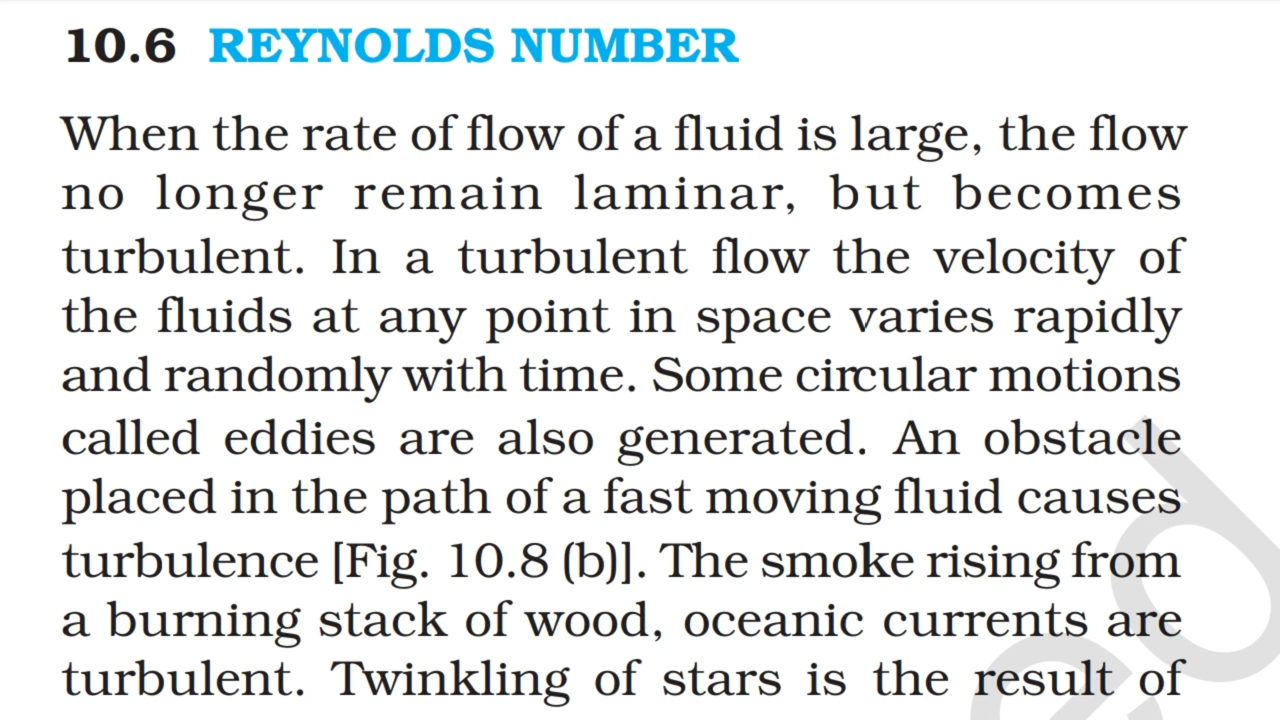 10.6 REYNOLDS NUMBER
When the rate of flow of a fluid is large, the flow
no longer remain laminar, but becomes
turbulent. In a turbulent flow the velocity of
the fluids at any point in space varies rapidly
and randomly with time. Some circular motions
called eddies are also generated. An obstacle
placed in the path of a fast moving fluid causes
turbulence [Fig. 10.8 (b)]. The smoke rising from
a burning stack of wood, oceanic currents are
turbulent. Twinkling of stars is the result of